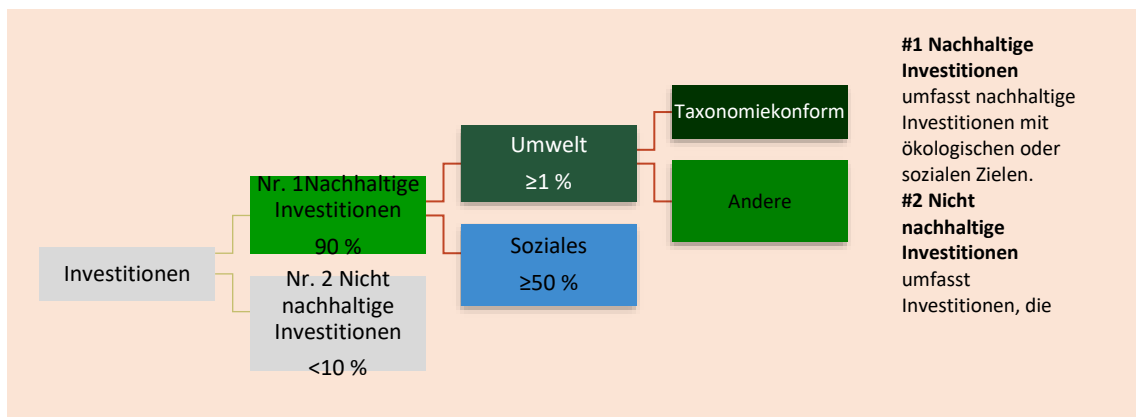 Investitionen
Nr. 1Nachhaltige
Investitionen
90 %
Nr. 2 Nicht
nachhaltige
Investitionen
<10 %
Umwelt
≥1 %
Soziales
≥50 %
Taxonomiekonform
Andere
#1 Nachhaltige
Investitionen
umfasst nachhaltige
Investitionen mit
ökologischen oder
sozialen Zielen.
#2 Nicht
nachhaltige
Investitionen
umfasst
Investitionen, die